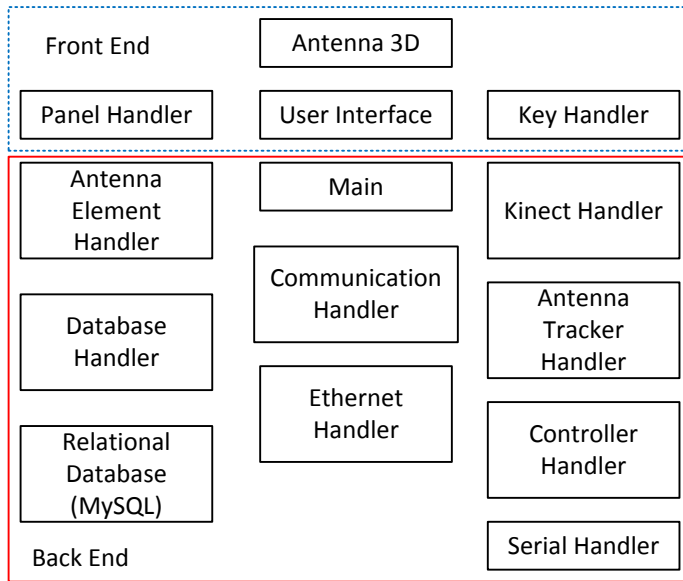 Front End
Antenna 3D
Panel Handler
User Interface
Key Handler
Antenna
Element
Handler
Main
Kinect Handler
Communication
Handler
Database
Handler
Antenna
Tracker
Handler
Ethernet
Handler
Relational
Database
(MySQL)
Controller
Handler
Back End
Serial Handler